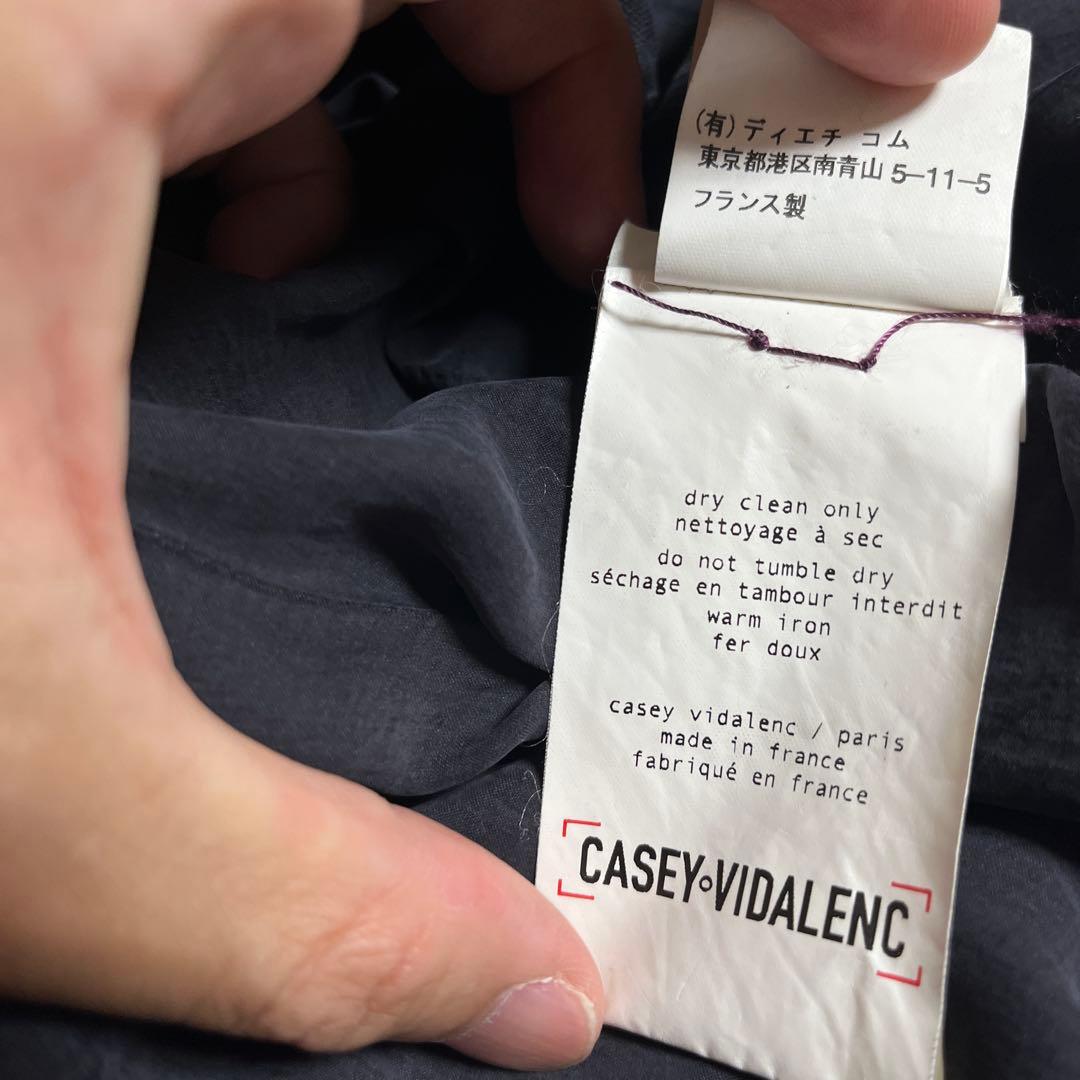 (有)ディエチ コム
東京都港区南青山 5–11–5
フランス製
dry clean only
nettoyage à sec
do not tumble dry
séchage en tambour interdit
warm iron
fer doux
casey vidalenc / paris
made in france
fabriqué en france
CASEY∘VIDALENC